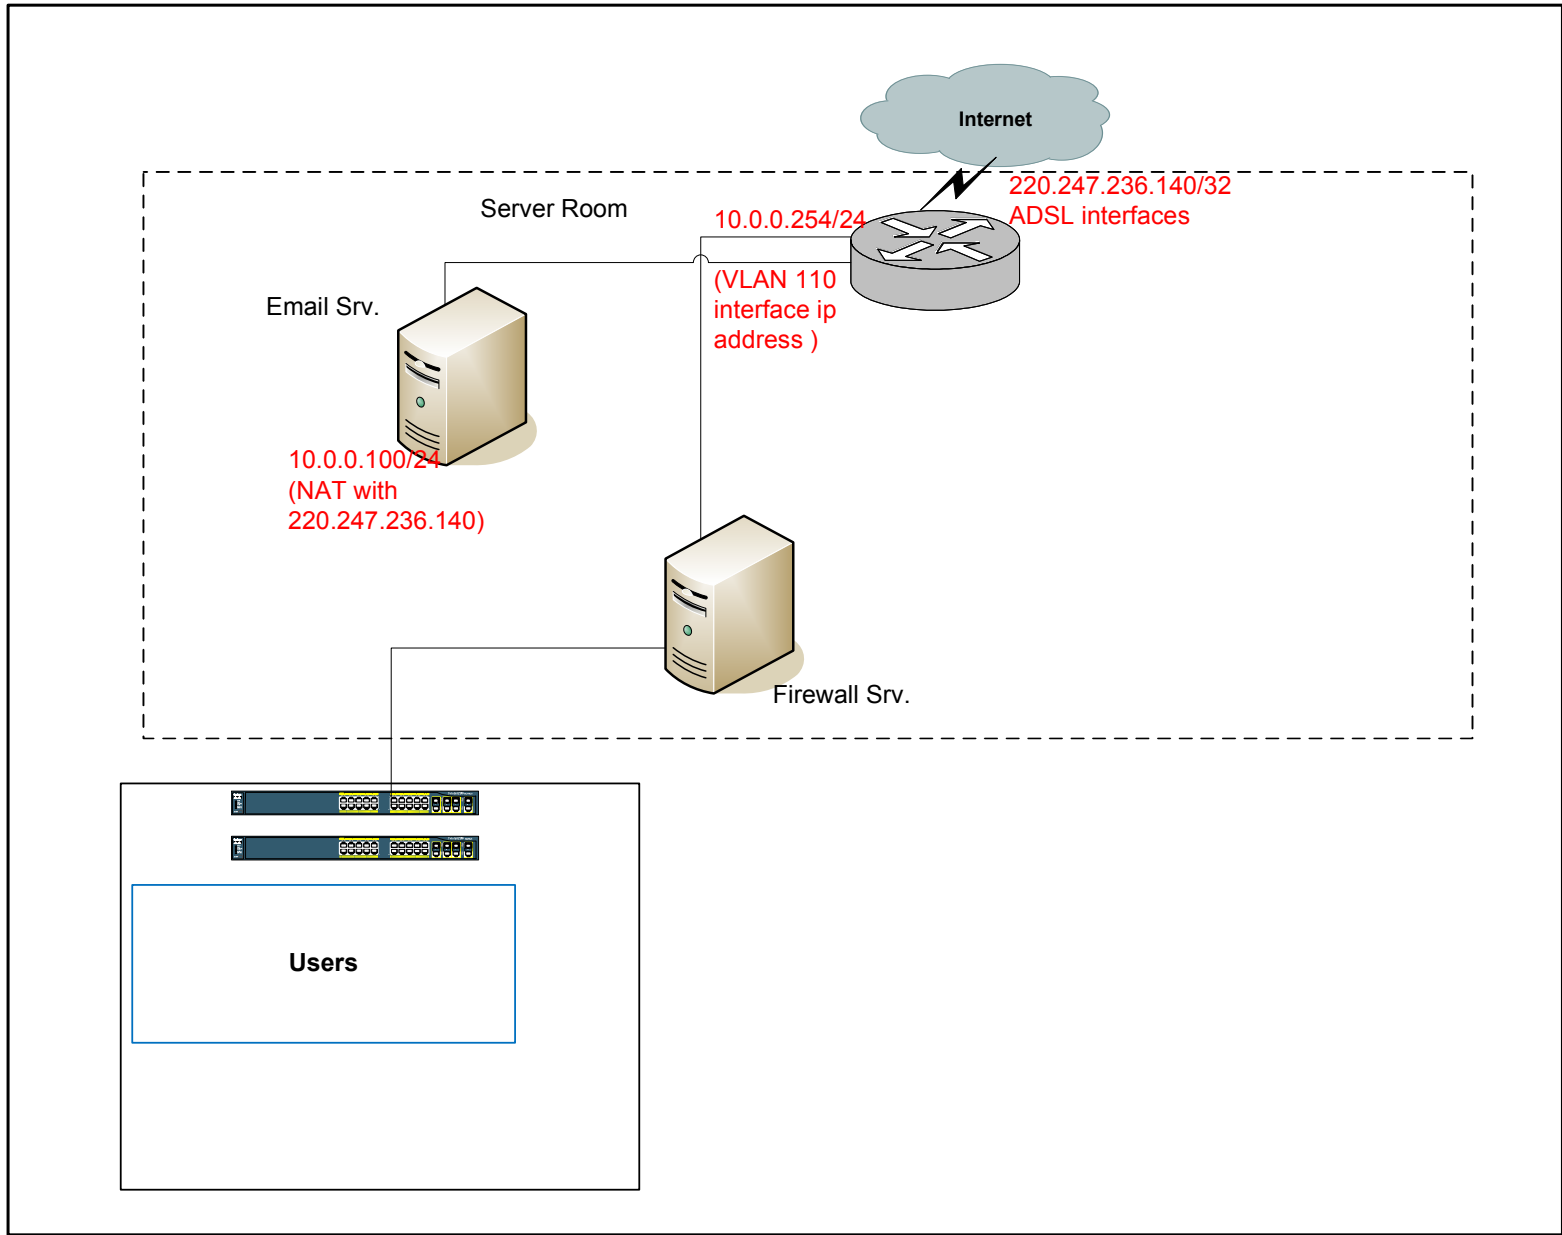 Internet
220.247.236.140/32
ADSL interfaces
Server Room
10.0.0.254/24
(VLAN 110
interface ip
address )
Email Srv.
10.0.0.100/24
(NAT with
220.247.236.140)
Firewall Srv.
Users